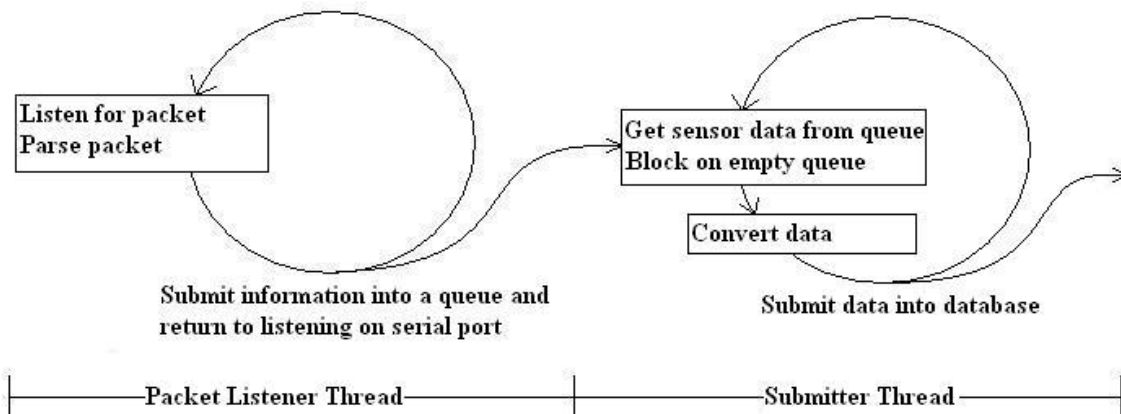 Listen for packet
Parse packet
Submit information into a queue and
return to listening on serial port
Get sensor data from queue
Block on empty queue
Convert data
Submit data into database
Packet Listener Thread
Submitter Thread